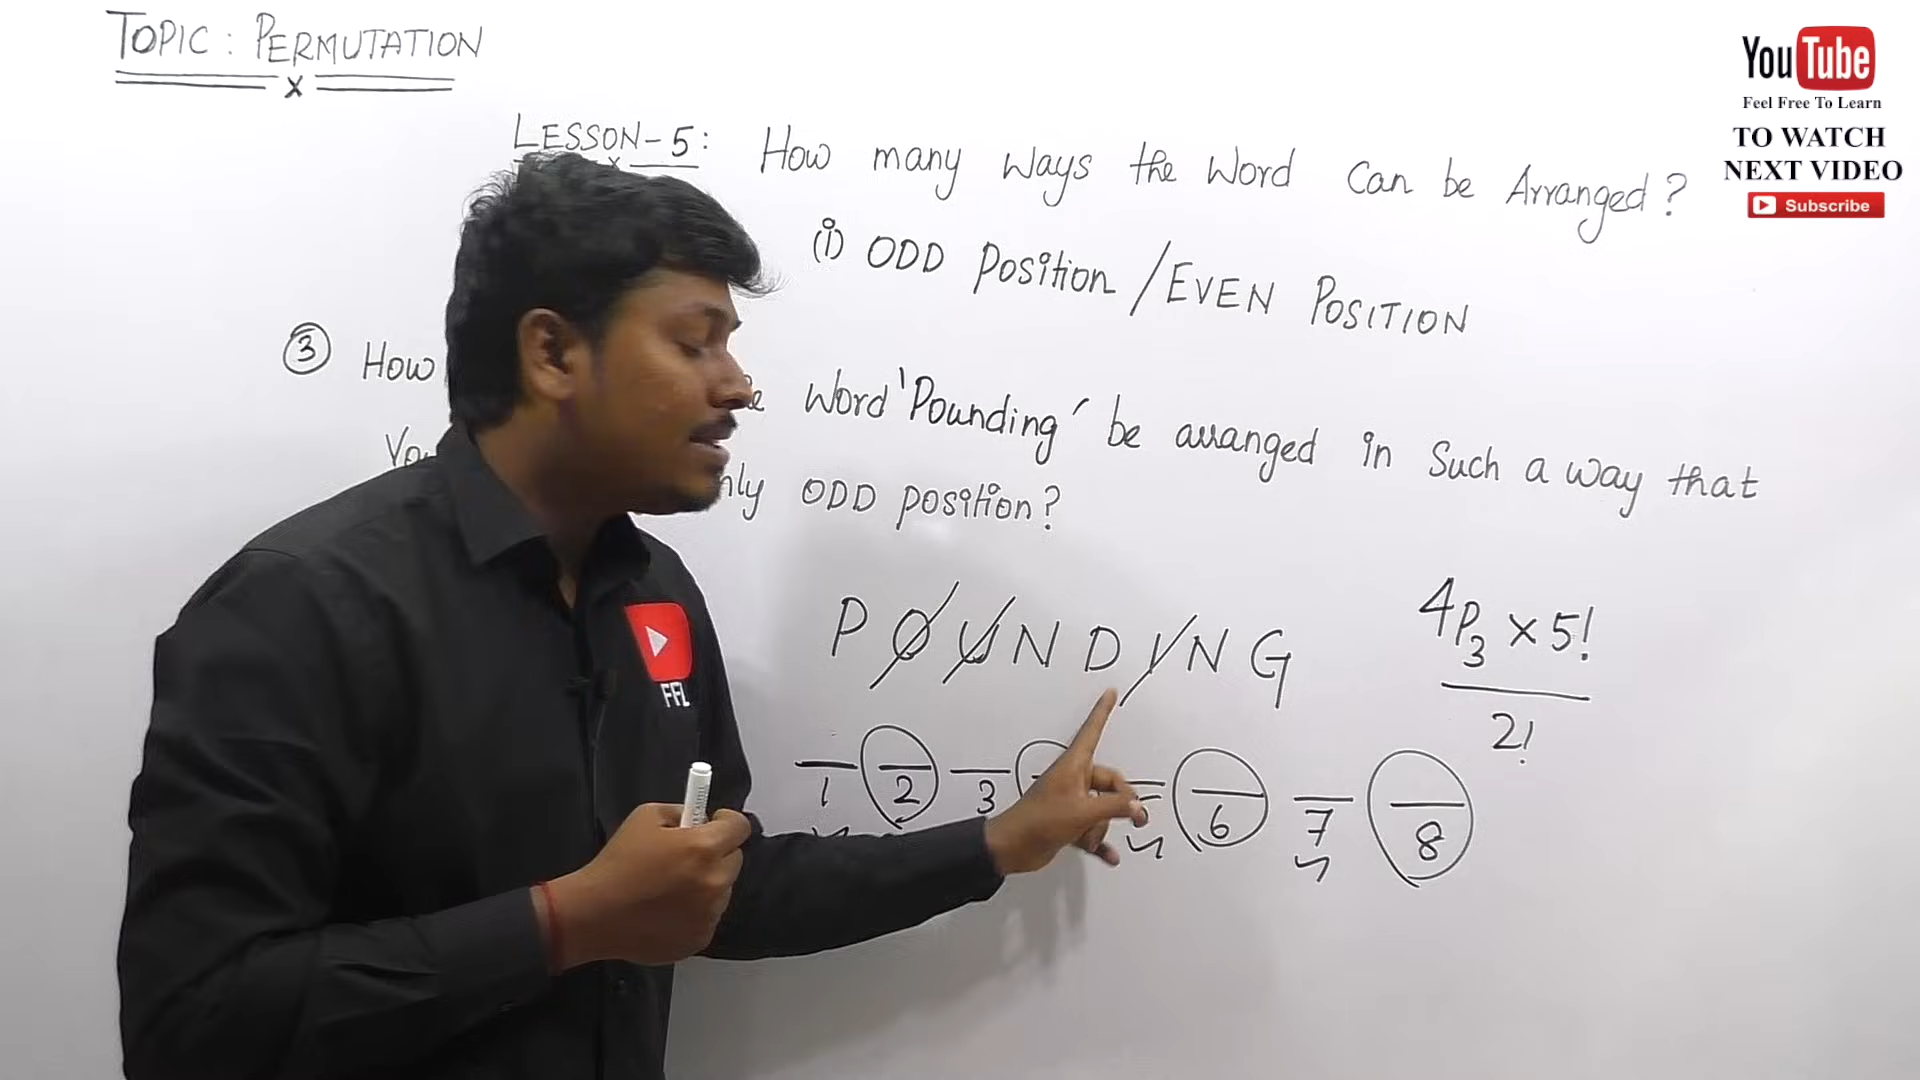 TOPIC : PERMUTATION
x
YouTube
Feel Free To Learn
TO WATCH
NEXT VIDEO
Subscribe
LESSON-5: How many Ways the Word Can be Arranged?
x
(i) ODD Position / EVEN POSITION
3 How Word 'Pounding' be arranged in Such a way that
ODD position?
P O U N D I N G
4P3 × 5!
2!
1 2 3 6 7 8
FFL